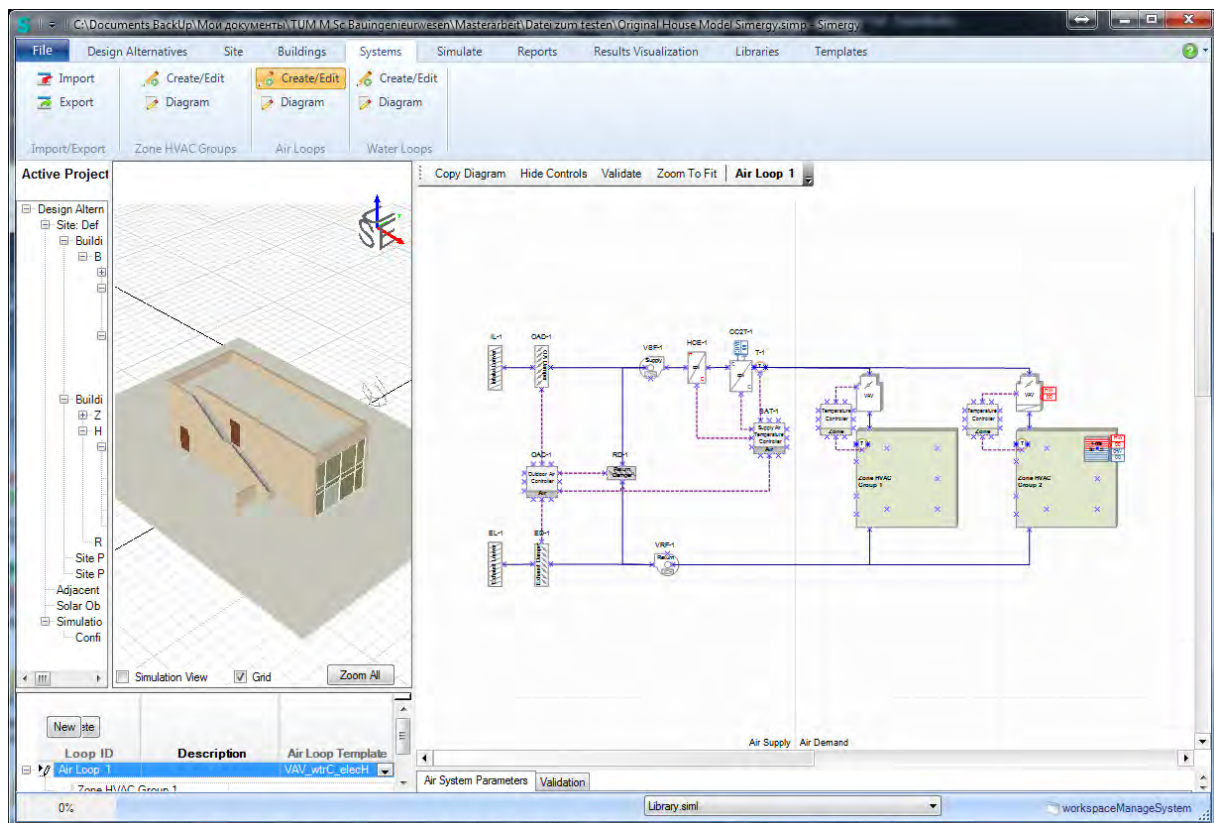 C:\Documents BackUp\Мои документы\TUM M.Sc Bauingenieurwesen\Masterarbeit\Datei zum testen\Original House Model Simergy.simp - Simergy
File Design Alternatives Site Buildings Systems Simulate Reports Results Visualization Libraries Templates
Import Create/Edit Create/Edit Create/Edit
Export Diagram Diagram Diagram
Import/Export Zone HVAC Groups Air Loops Water Loops
Active Project
Copy Diagram Hide Controls Validate Zoom To Fit Air Loop 1
Design Altern
Site: Def
Buildi
B
Buildi
Z
H
R
Site P
Site P
Adjacent
Solar Ob
Simulatio
Confi
IL-1 OAD-1 VSF-1 HCE-1 CC2T-1 T-1
Supply
VAV VAV
Temperature Controller Zone
Temperature Controller Zone
SAT-1
Supply Air Temperature Controller Air
OAD-1 RD-1
Outdoor Air Controller Air
Return Damper
Zone HVAC Group 1
Zone HVAC Group 2
EL-1 ED-1 VRF-1
Exhaust Damper
Return
Simulation View Grid Zoom All
New
Loop ID Description Air Loop Template
Air Loop 1 VAV_wtrC_elecH
Zone HVAC Group 1
Air Supply Air Demand
Air System Parameters Validation
0% Library.siml workspaceManageSystem